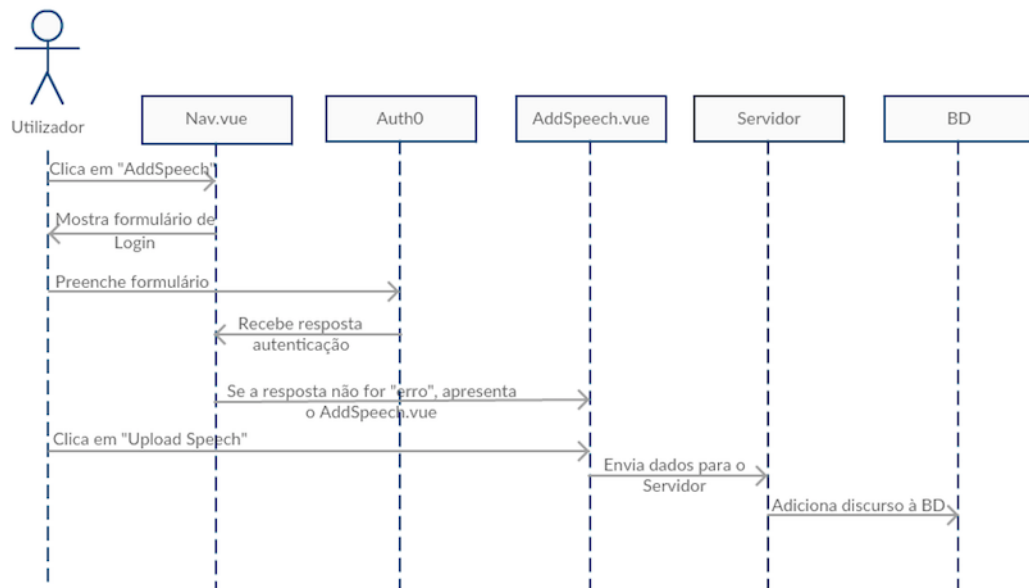 Utilizador
Nav.vue
Auth0
AddSpeech.vue
Servidor
BD
Clica em "AddSpeech"
Mostra formulário de
Login
Preenche formulário
Recebe resposta
autenticação
Se a resposta não for "erro", apresenta
o AddSpeech.vue
Clica em "Upload Speech"
Envia dados para o
Servidor
Adiciona discurso à BD